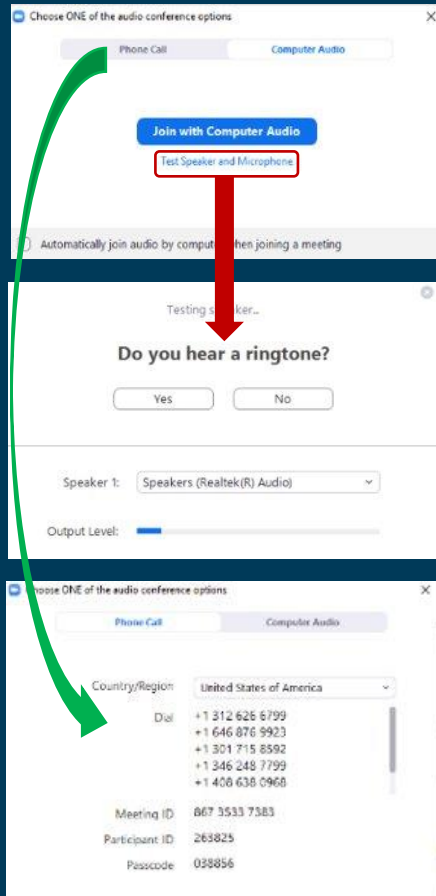 Choose ONE of the audio conference options
Phone Call Computer Audio
Join with Computer Audio
Test Speaker and Microphone
Automatically join audio by computer when joining a meeting
Testing speaker...
Do you hear a ringtone?
Yes No
Speaker 1: Speakers (Realtek(R) Audio)
Output Level:
Choose ONE of the audio conference options
Phone Call Computer Audio
Country/Region United States of America
Dial +1 312 626 6799
+1 646 876 9923
+1 301 715 8592
+1 346 248 7799
+1 408 638 0968
Meeting ID 867 3533 7383
Participant ID 263825
Passcode 038856